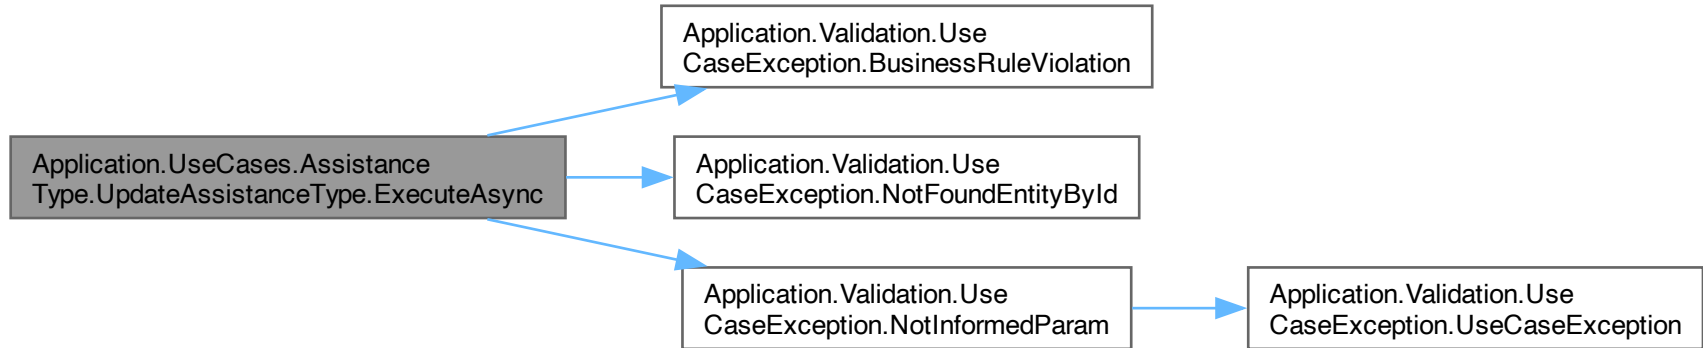 Application.Validation.Use
CaseException.BusinessRuleViolation
Application.UseCases.Assistance
Type.UpdateAssistanceType.ExecuteAsync
Application.Validation.Use
CaseException.NotFoundEntityById
Application.Validation.Use
CaseException.NotInformedParam
Application.Validation.Use
CaseException.UseCaseException